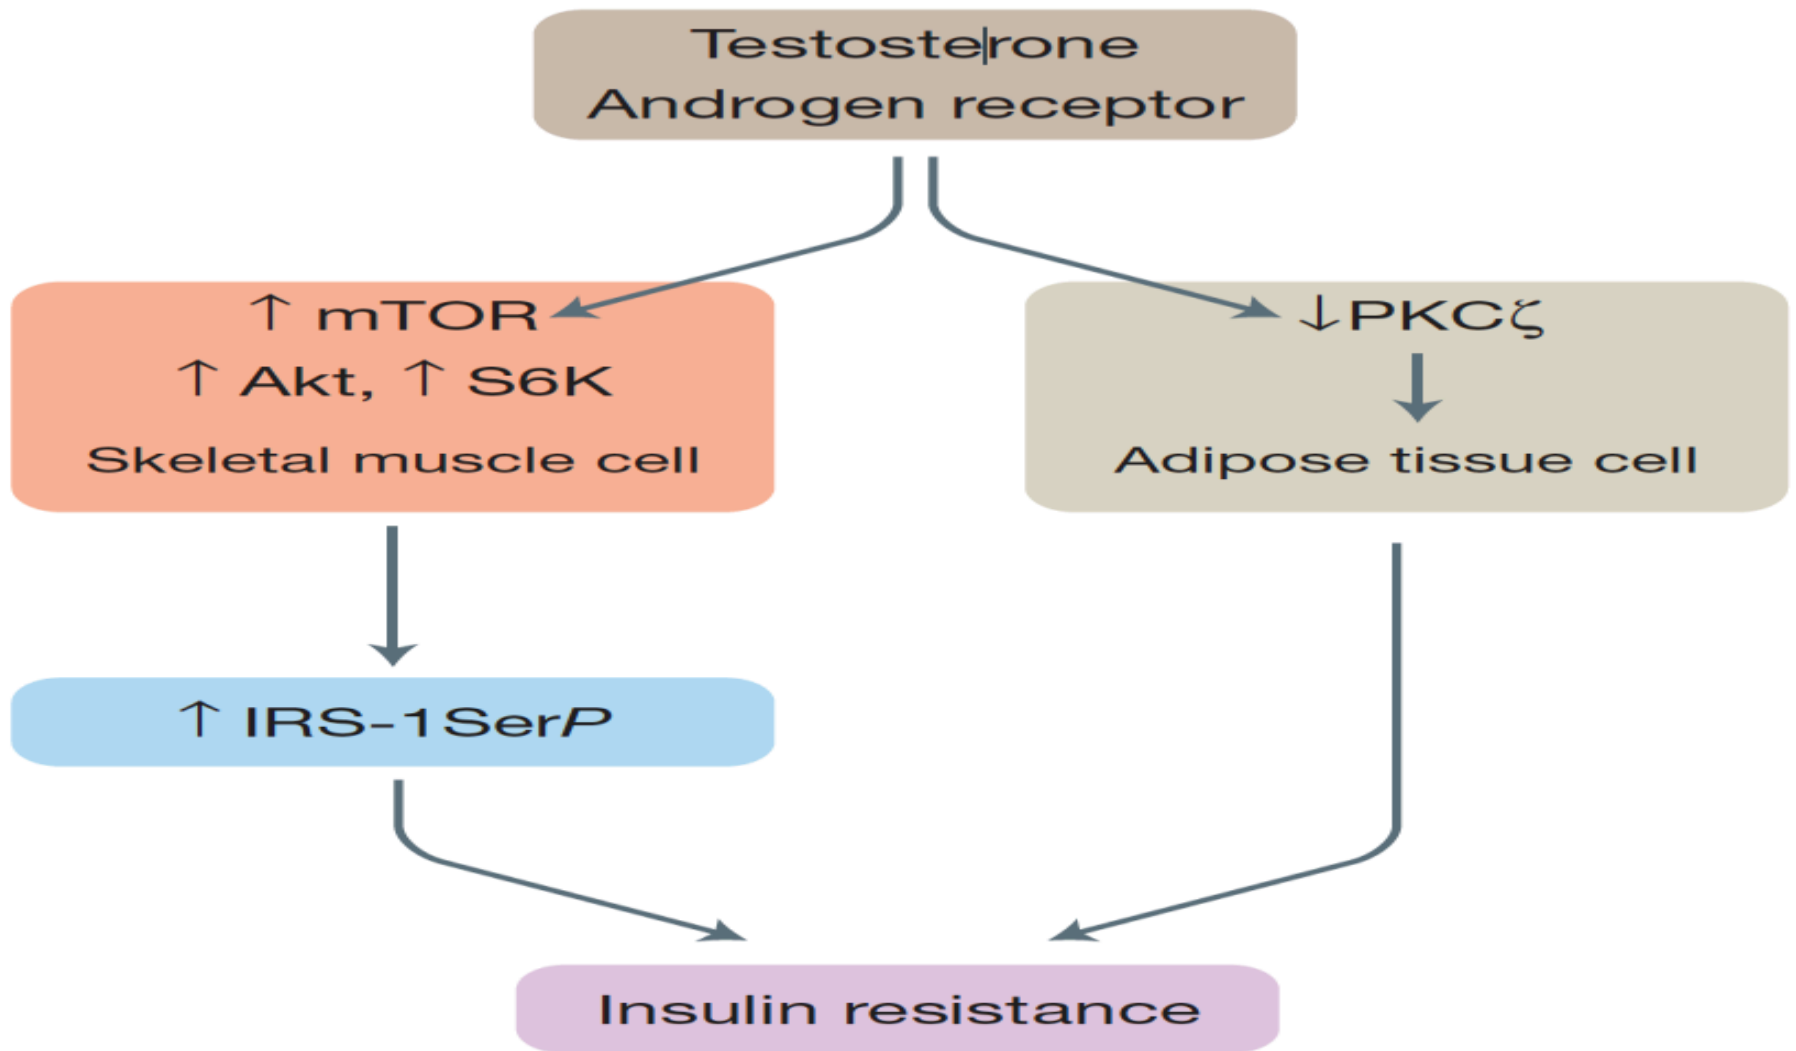 Testosterone
Androgen receptor
↑ mTOR
↑ Akt, ↑ S6K
Skeletal muscle cell
↓PKCζ
Adipose tissue cell
↑ IRS-1SerP
Insulin resistance